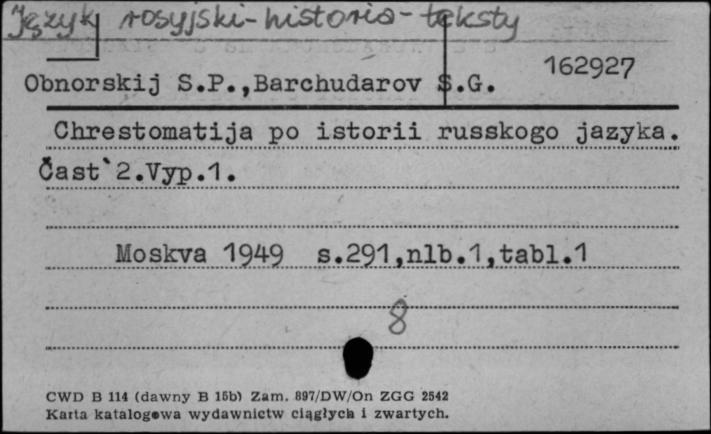 Język rosyjski-historia-teksty
162927
Obnorskij S.P.,Barchudarov S.G.
Chrestomatija po istorii russkogo jazyka.
Čast`2.Vyp.1.
Moskva 1949 s.291,nlb.1,tabl.1
8
CWD B 114 (dawny B 15b) Zam. 897/DW/On ZGG 2542
Karta katalogowa wydawnictw ciągłych i zwartych.